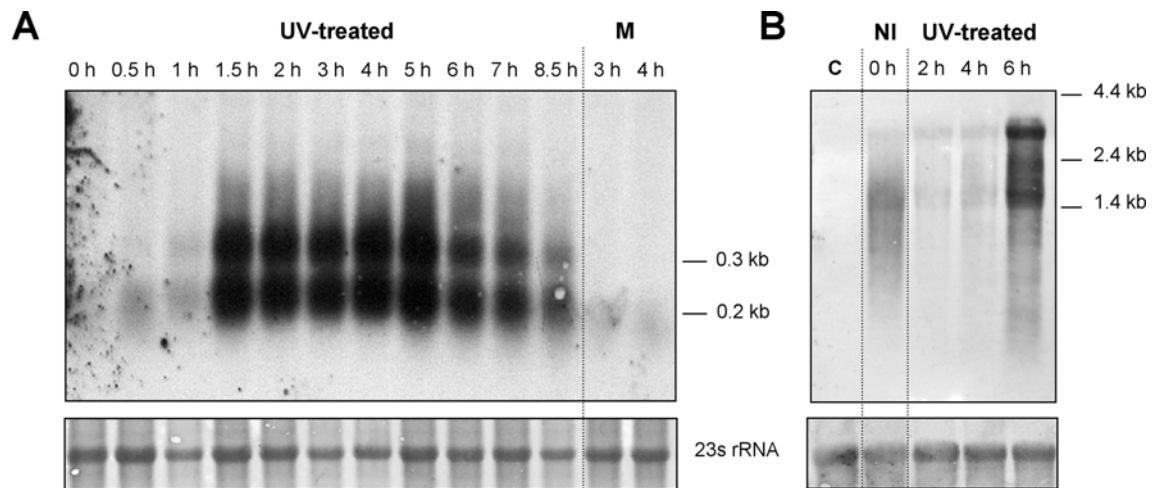 A
UV-treated
M
0 h 0.5 h 1 h 1.5 h 2 h 3 h 4 h 5 h 6 h 7 h 8.5 h 3 h 4 h
0.3 kb
0.2 kb
23s rRNA
B
NI UV-treated
C 0 h 2 h 4 h 6 h
4.4 kb
2.4 kb
1.4 kb